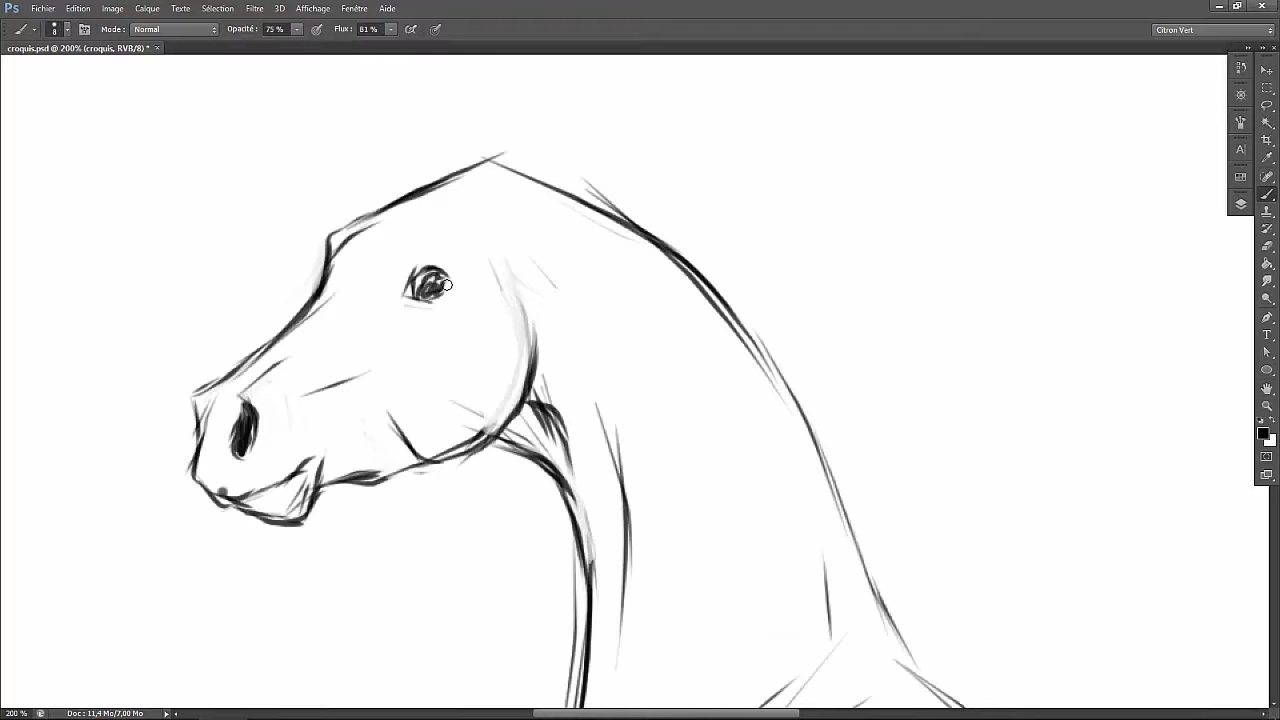 Ps Fichier Edition Image Calque Texte Sélection Filtre 3D Affichage Fenêtre Aide
8 Mode : Normal Opacité : 75 % Flux : 81 % Citron Vert
croquis.psd @ 200% (croquis, RVB/8) * ×
200 % Doc : 11,4 Mo/7,00 Mo